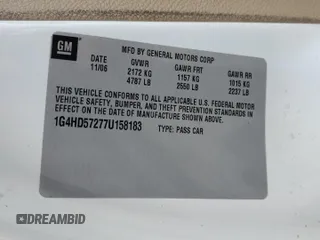 GM
MFD BY GENERAL MOTORS CORP
DATE GVWR GAWR FRT GAWR RR
11/06 2172 KG 1157 KG 1015 KG
4787 LB 2550 LB 2237 LB
THIS VEHICLE CONFORMS TO ALL APPLICABLE U.S. FEDERAL MOTOR
VEHICLE SAFETY, BUMPER, AND THEFT PREVENTION STANDARDS
IN EFFECT ON THE DATE OF MANUFACTURE SHOWN ABOVE.
1G4HD57277U158183 TYPE: PASS CAR
DREAMBID